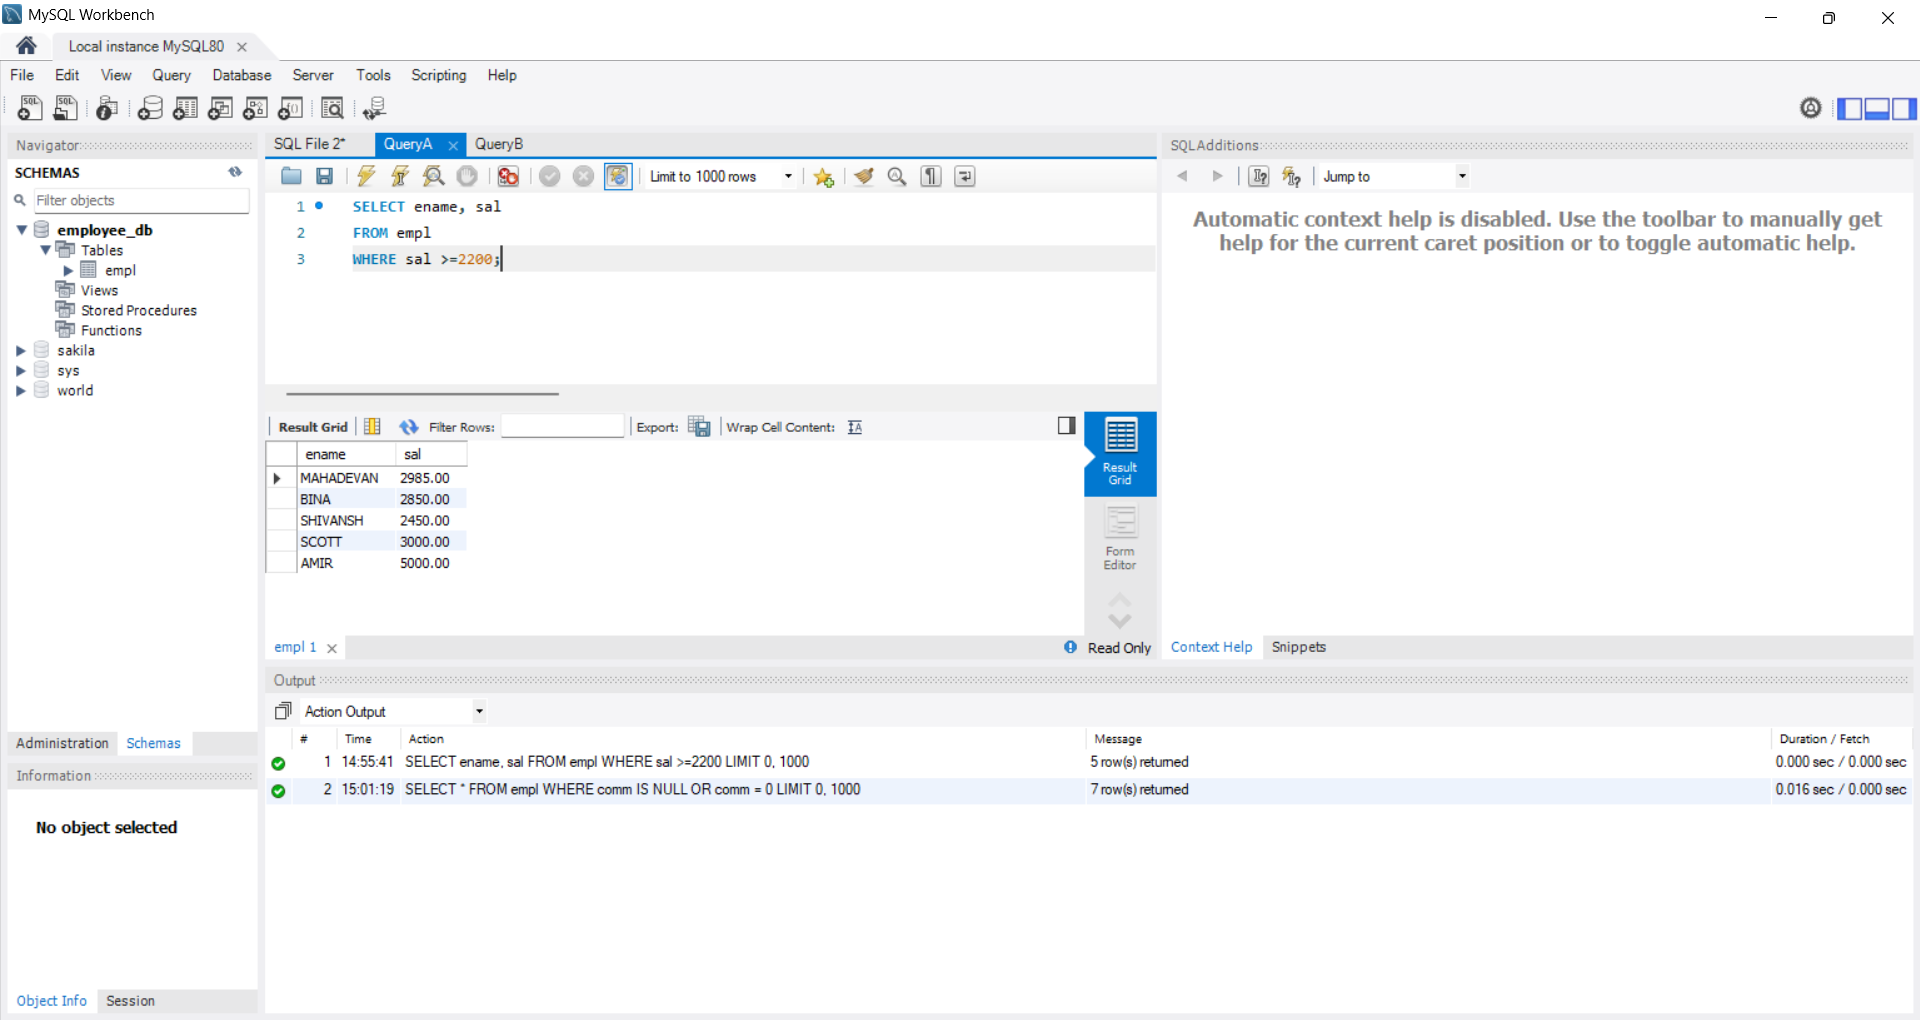 MySQL Workbench
Local instance MySQL80
File Edit View Query Database Server Tools Scripting Help
Navigator
SCHEMAS
Filter objects
employee_db
Tables
empl
Views
Stored Procedures
Functions
sakila
sys
world
Administration Schemas
Information
No object selected
Object Info Session
SQL File 2* QueryA QueryB
Limit to 1000 rows
1 SELECT ename, sal
2 FROM empl
3 WHERE sal >=2200;
Result Grid Filter Rows: Export: Wrap Cell Content:
ename sal
MAHADEVAN 2985.00
BINA 2850.00
SHIVANSH 2450.00
SCOTT 3000.00
AMIR 5000.00
Result
Grid
Form
Editor
empl 1 Read Only
SQLAdditions
Jump to
Automatic context help is disabled. Use the toolbar to manually get
help for the current caret position or to toggle automatic help.
Context Help Snippets
Output
Action Output
# Time Action Message Duration / Fetch
1 14:55:41 SELECT ename, sal FROM empl WHERE sal >=2200 LIMIT 0, 1000 5 row(s) returned 0.000 sec / 0.000 sec
2 15:01:19 SELECT * FROM empl WHERE comm IS NULL OR comm = 0 LIMIT 0, 1000 7 row(s) returned 0.016 sec / 0.000 sec